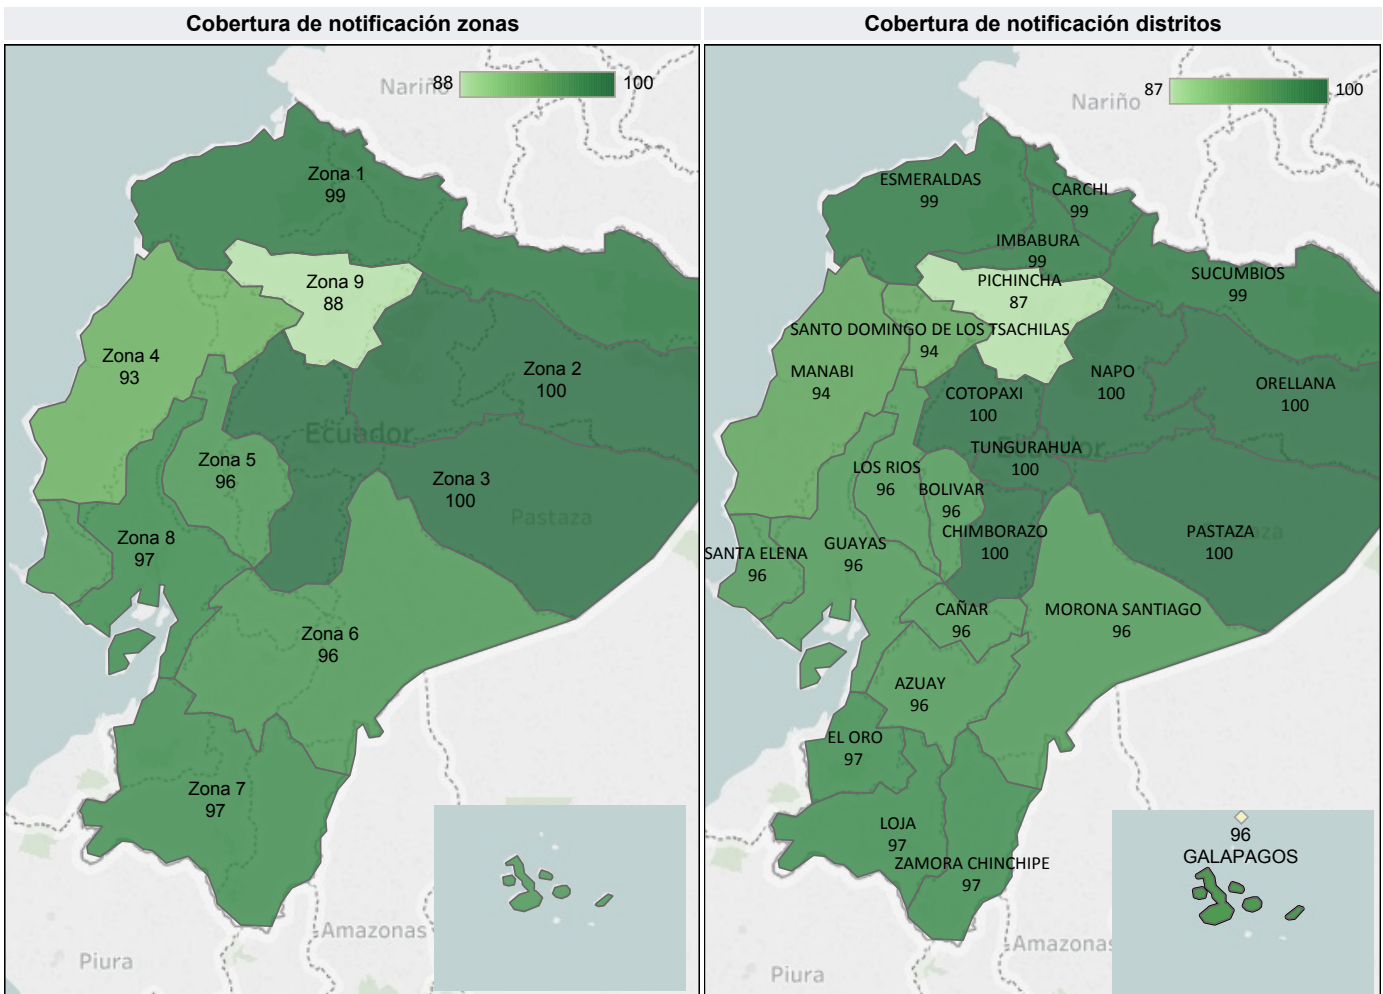 Cobertura de notificación zonas
Nariño
88
100
Zona 1
99
Zona 9
88
Zona 4
93
Zona 2
100
Ecuador
Zona 5
96
Zona 3
100
Pastaza
Zona 8
97
Zona 6
96
Zona 7
97
Amazonas
Piura
Cobertura de notificación distritos
87
100
Nariño
ESMERALDAS
99
CARCHI
99
IMBABURA
99
SUCUMBIOS
99
PICHINCHA
87
SANTO DOMINGO DE LOS TSACHILAS
94
MANABI
94
NAPO
100
ORELLANA
100
COTOPAXI
100
Ecuador
TUNGURAHUA
100
LOS RIOS
96
BOLIVAR
96
CHIMBORAZO
100
PASTAZA
100
GUAYAS
96
SANTA ELENA
96
CAÑAR
96
MORONA SANTIAGO
96
AZUAY
96
EL ORO
97
LOJA
97
ZAMORA CHINCHIPE
97
96
GALAPAGOS
Amazonas
Piura